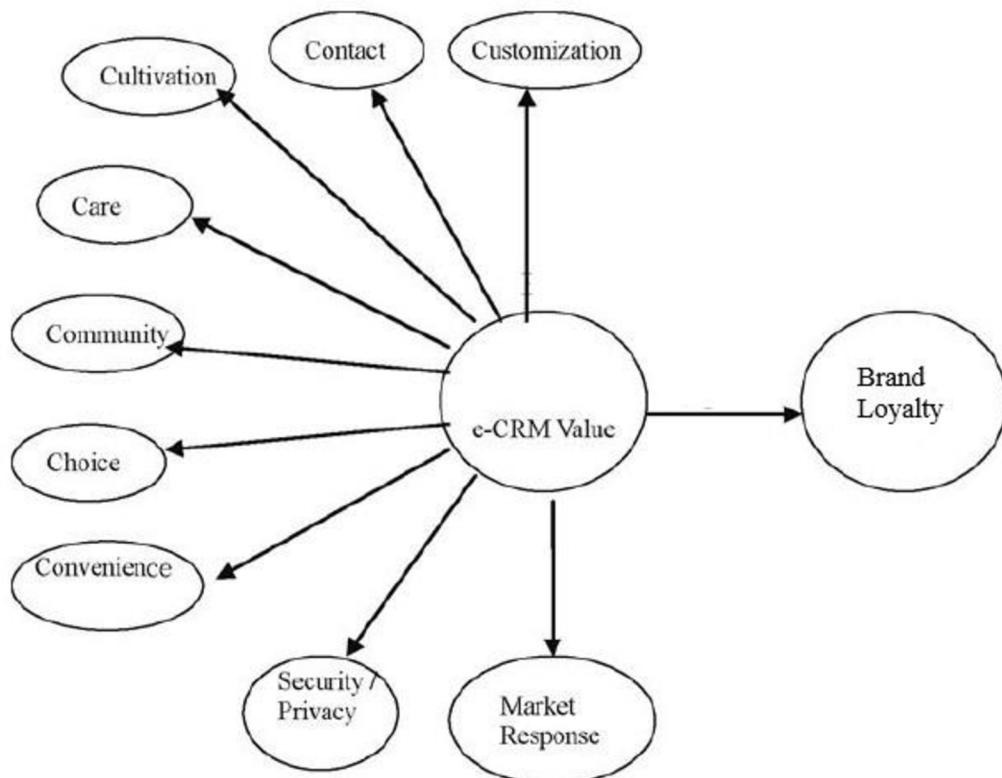 Contact
Customization
Cultivation
Care
Community
Choice
Convenience
Security /
Privacy
Market
Response
e-CRM Value
Brand
Loyalty